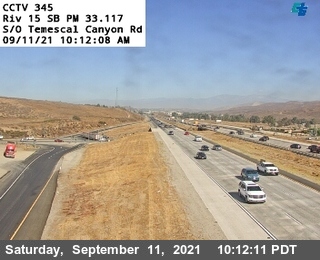 CCTV 345
Riv 15 SB PM 33.117
S/O Temescal Canyon Rd
09/11/21 10:12:08 AM
Saturday, September 11, 2021 10:12:11 PDT